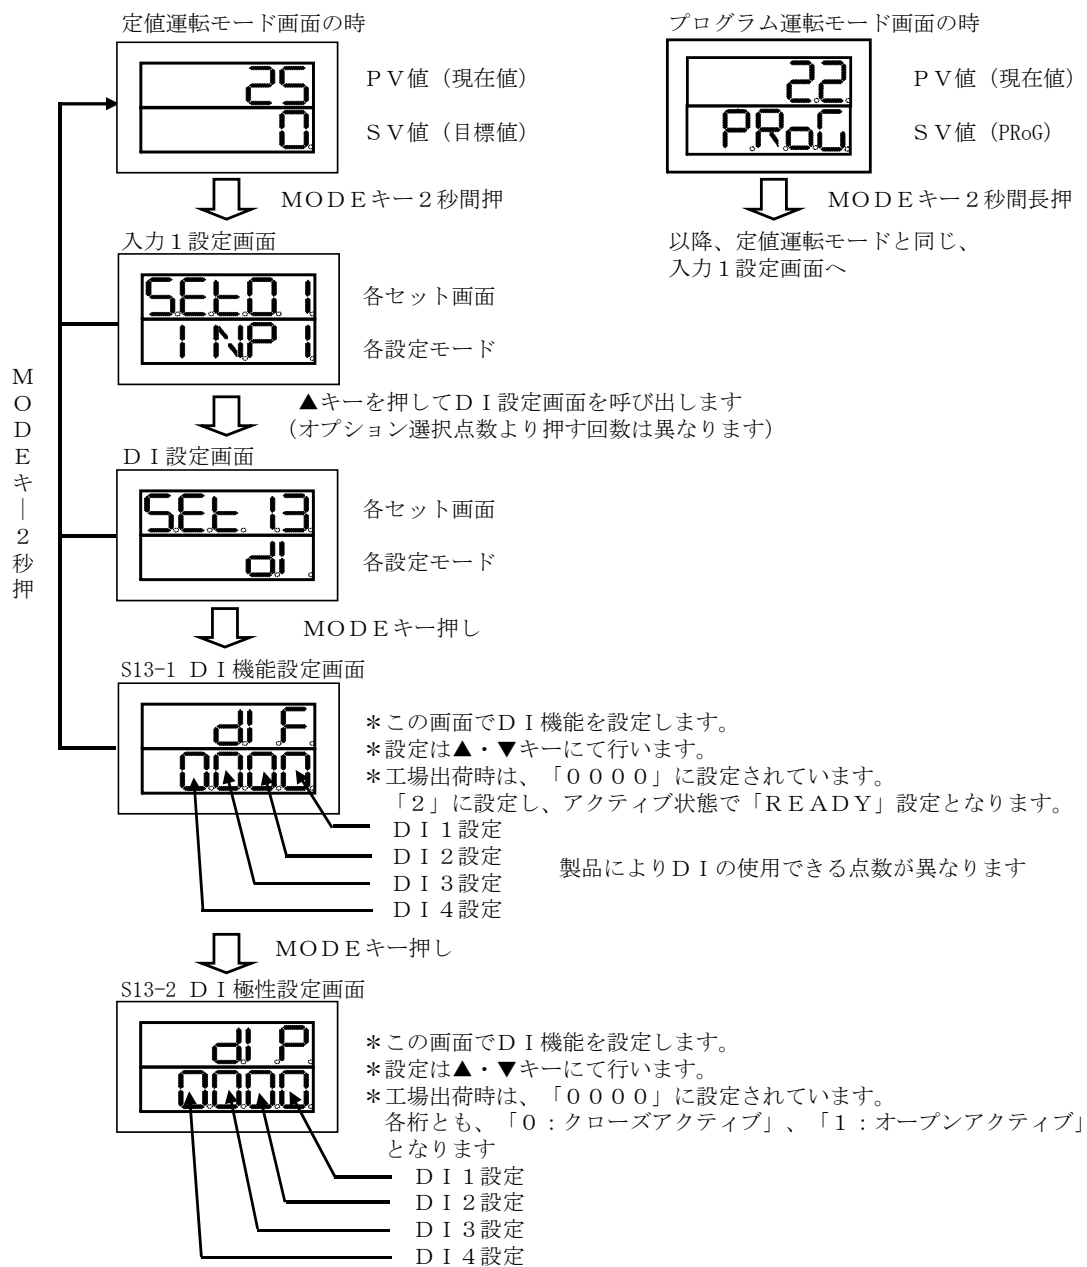 定値運転モード画面の時
25
PV値（現在値）
0
SV値（目標値）
MODEキー2秒間押
プログラム運転モード画面の時
22
PV値（現在値）
PRoG
SV値（PRoG）
MODEキー2秒間長押
以降、定値運転モードと同じ、
入力1設定画面へ
入力1設定画面
SEt01
各セット画面
INP1
各設定モード
MODEキー2秒押
▲キーを押してDI設定画面を呼び出します
（オプション選択点数より押す回数は異なります）
DI設定画面
SEt 13
各セット画面
di
各設定モード
MODEキー押し
S13-1 DI機能設定画面
di F
0000
＊この画面でDI機能を設定します。
＊設定は▲・▼キーにて行います。
＊工場出荷時は、「0000」に設定されています。
「2」に設定し、アクティブ状態で「READY」設定となります。
DI1設定
DI2設定
DI3設定
DI4設定
製品によりDIの使用できる点数が異なります
MODEキー押し
S13-2 DI極性設定画面
di P
0000
＊この画面でDI機能を設定します。
＊設定は▲・▼キーにて行います。
＊工場出荷時は、「0000」に設定されています。
各桁とも、「0：クローズアクティブ」、「1：オープンアクティブ」
となります
DI1設定
DI2設定
DI3設定
DI4設定